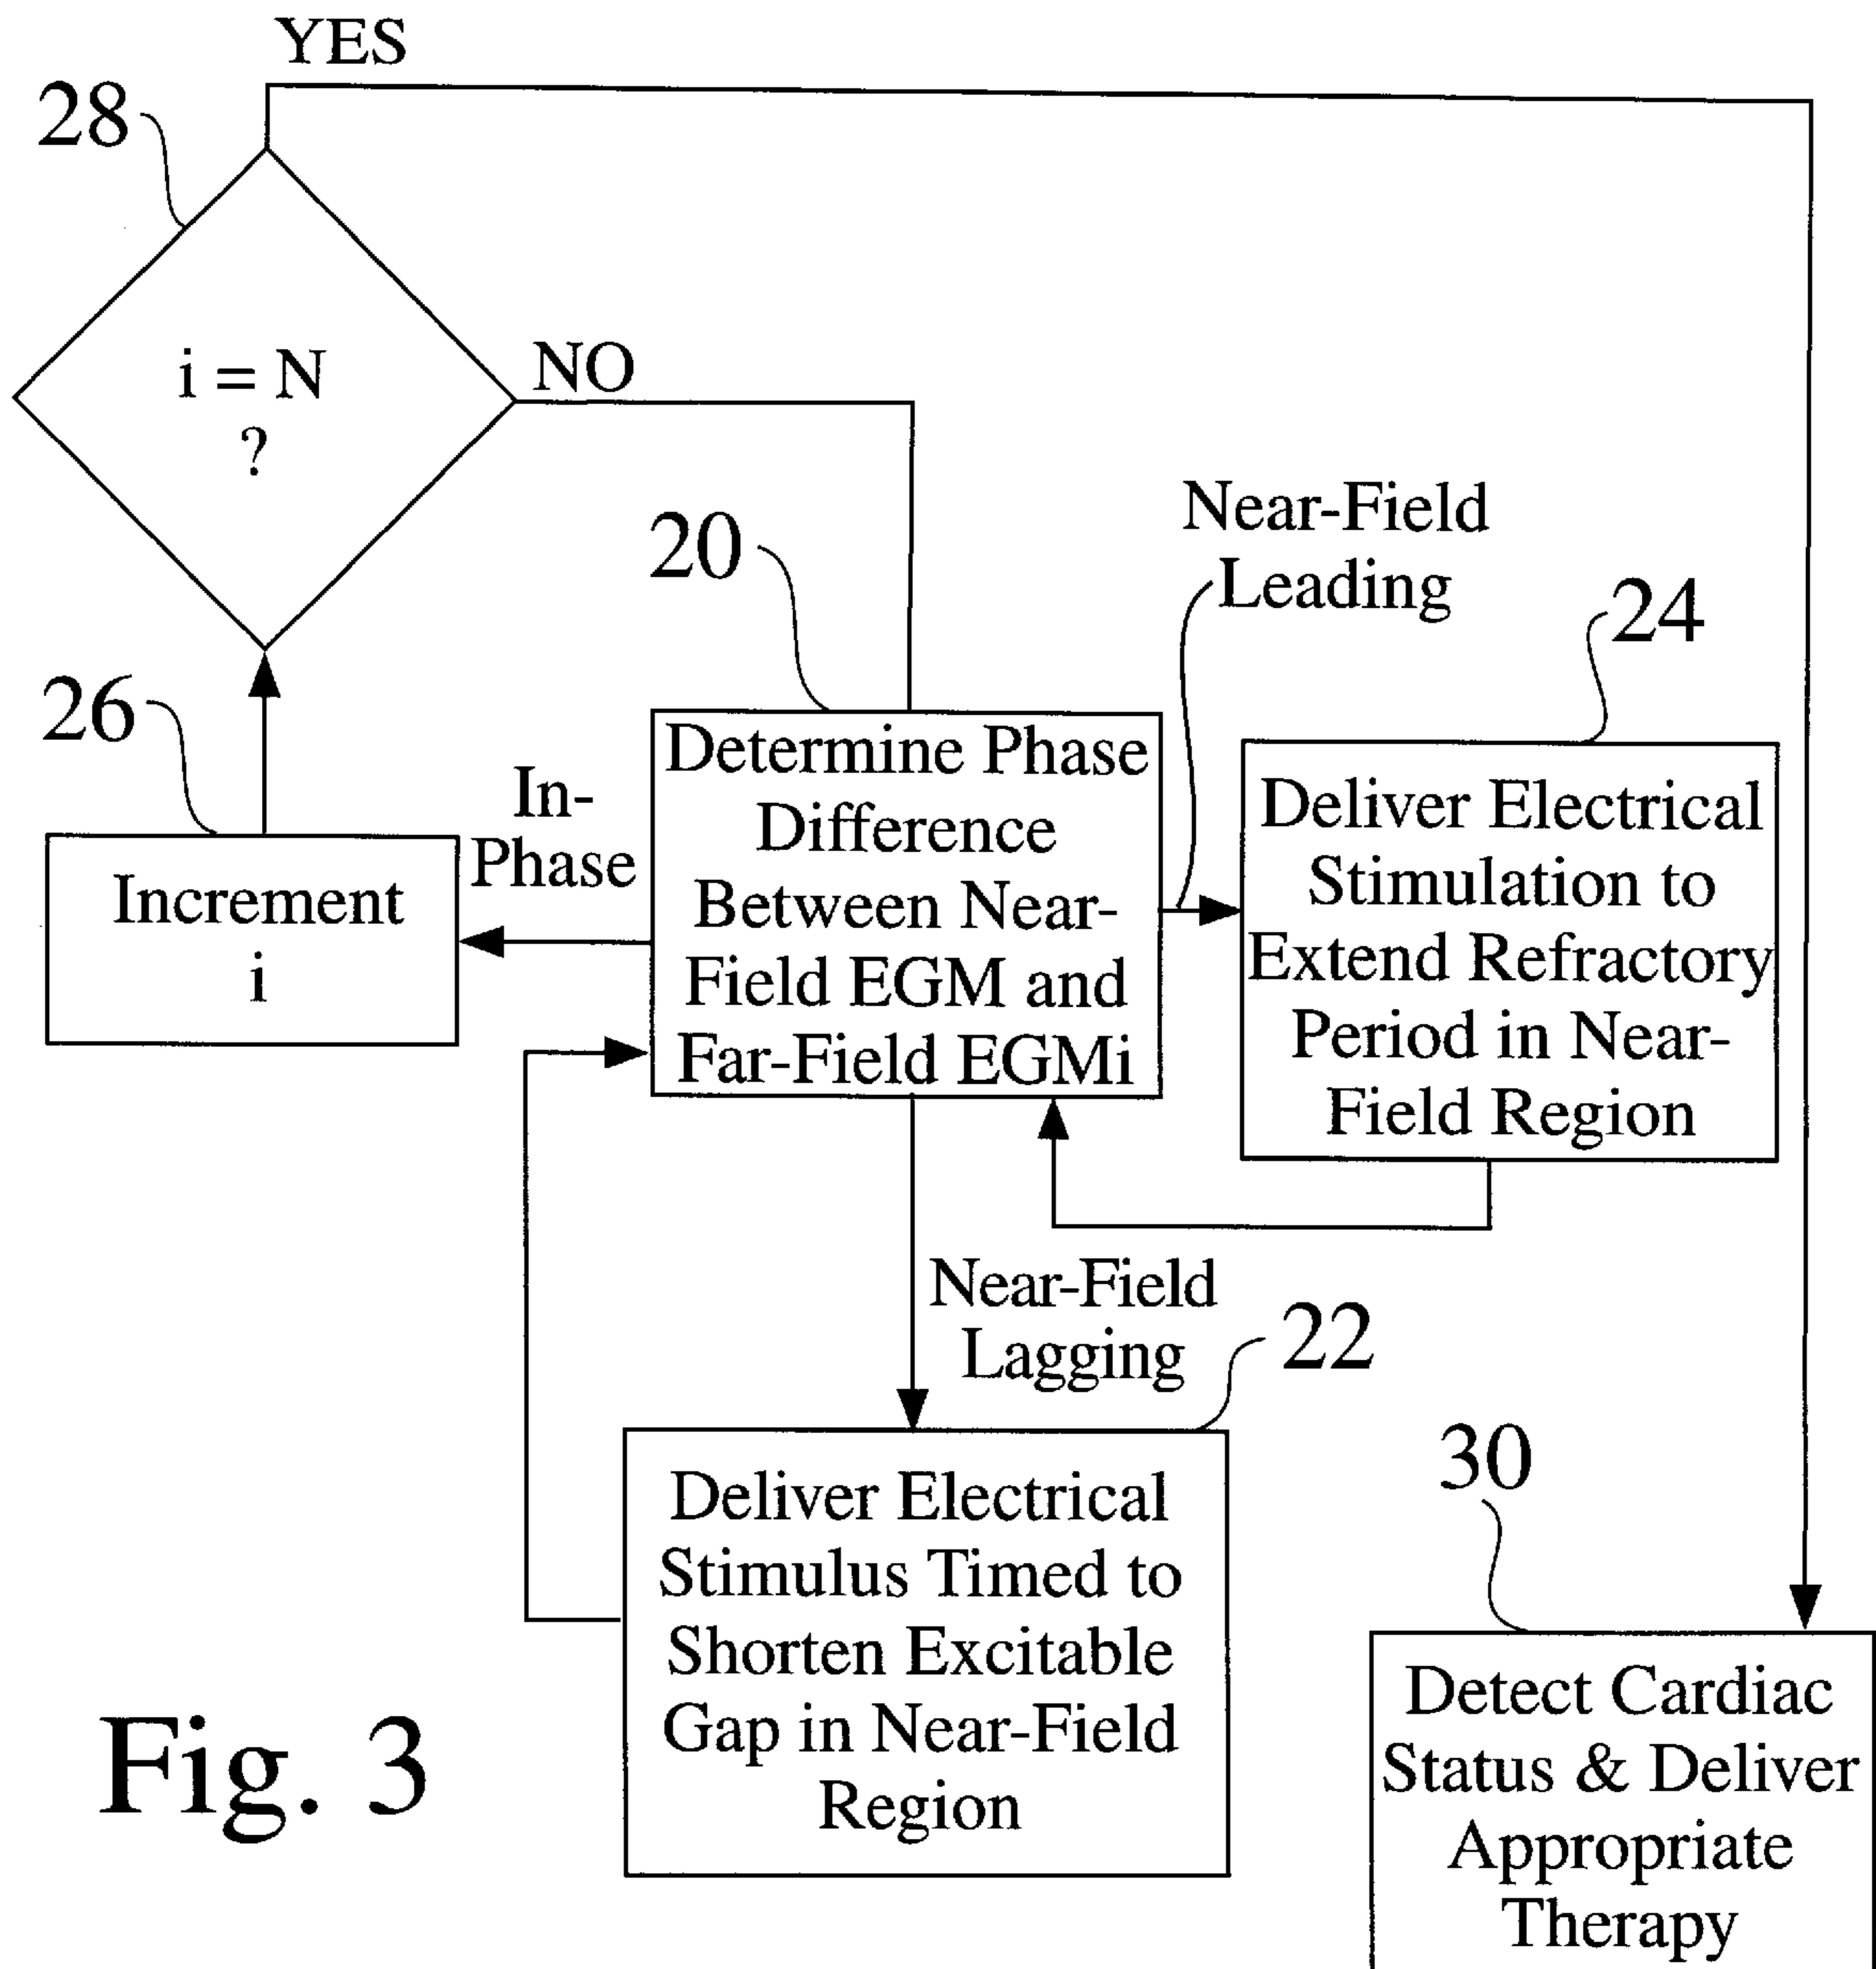 YES
28
i = N
?
NO
20
Near-Field
Leading
24
26
In-
Phase
Increment
i
Determine Phase
Difference
Between Near-
Field EGM and
Far-Field EGMi
Deliver Electrical
Stimulation to
Extend Refractory
Period in Near-
Field Region
Near-Field
Lagging
22
Deliver Electrical
Stimulus Timed to
Shorten Excitable
Gap in Near-Field
Region
30
Detect Cardiac
Status & Deliver
Appropriate
Therapy
Fig. 3